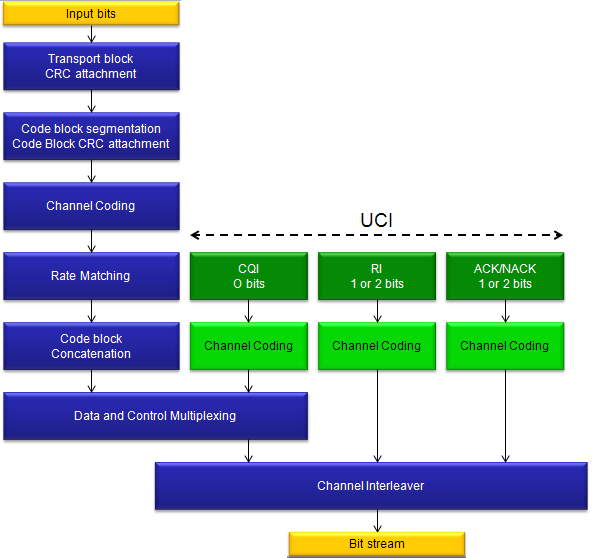 Input bits
Transport block
CRC attachment
Code block segmentation
Code Block CRC attachment
Channel Coding
UCI
Rate Matching
CQI
O bits
RI
1 or 2 bits
ACK/NACK
1 or 2 bits
Code block
Concatenation
Channel Coding
Channel Coding
Channel Coding
Data and Control Multiplexing
Channel Interleaver
Bit stream